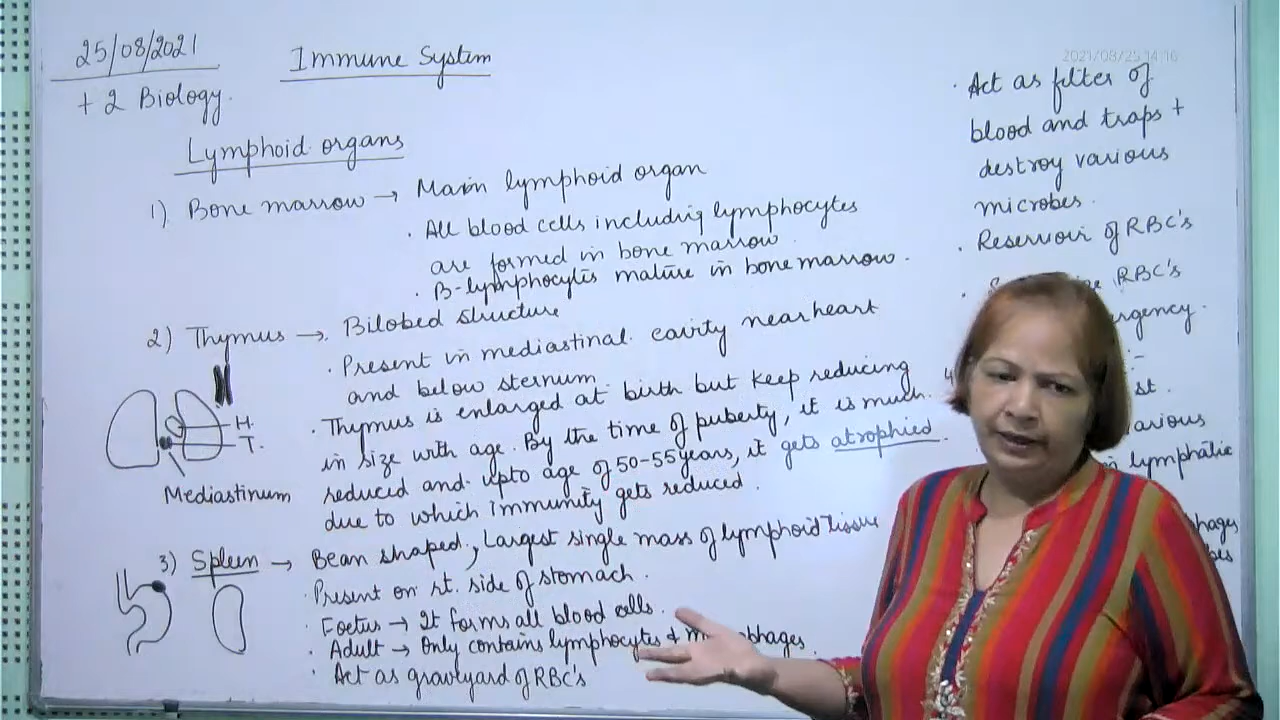 25/08/2021
+2 Biology.
Immune System
Lymphoid organs
1) Bone marrow → Main lymphoid organ
. All blood cells including lymphocytes
are formed in bone marrow.
. B-lymphocytes mature in bone marrow.
2) Thymus → Bilobed structure
. Present in mediastinal cavity near heart
and below sternum.
. Thymus is enlarged at birth but keep reducing
in size with age. By the time of puberty, it is much
reduced and upto age of 50-55 years, it gets atrophied.
due to which immunity gets reduced.
H.
T.
Mediastinum
3) Spleen → Bean shaped, Largest single mass of lymphoid tissue
. Present on rt. side of stomach.
. Foetus → It forms all blood cells.
. Adult → Only contains lymphocytes +
. Act as graveyard of RBC's
2021/08/25 14:16
. Act as filter of
blood and traps +
destroy various
microbes.
. Reservoir of RBC's
RBC's
st.
lymphatic